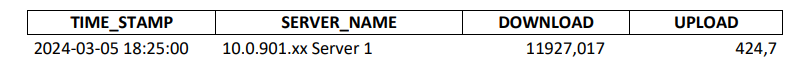 TIME_STAMP SERVER_NAME DOWNLOAD UPLOAD
2024-03-05 18:25:00 10.0.901.xx Server 1 11927,017 424,7